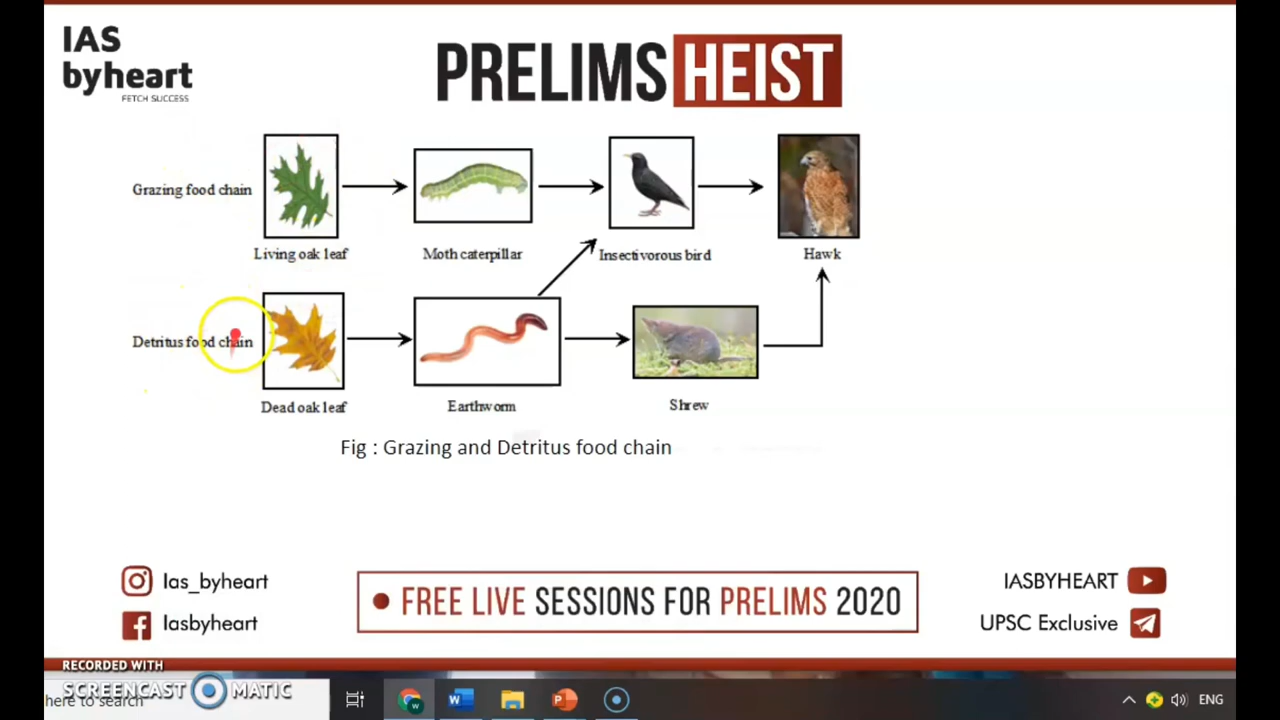 IAS
byheart
FETCH SUCCESS
PRELIMS HEIST
Grazing food chain
Living oak leaf
Moth caterpillar
Insectivorous bird
Hawk
Detritus food chain
Dead oak leaf
Earthworm
Shrew
Fig : Grazing and Detritus food chain
Ias_byheart
Iasbyheart
FREE LIVE SESSIONS FOR PRELIMS 2020
IASBYHEART
UPSC Exclusive
RECORDED WITH
SCREENCAST MATIC
here to search
ENG